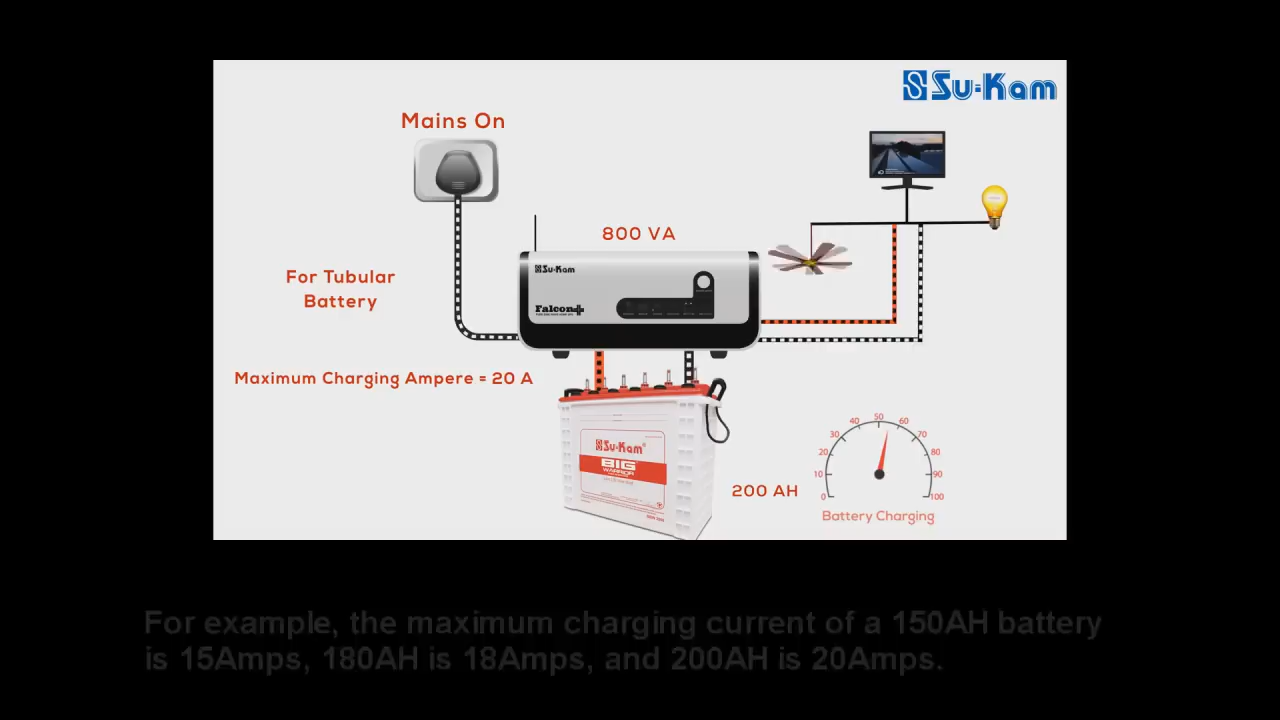 Su-Kam
Mains On
800 VA
Su-Kam
For Tubular
Battery
Falcon+
Maximum Charging Ampere = 20 A
Su-Kam
BIG
WARRIOR
200 AH
0 10 20 30 40 50 60 70 80 90 100
Battery Charging
For example, the maximum charging current of a 150AH battery
is 15Amps, 180AH is 18Amps, and 200AH is 20Amps.